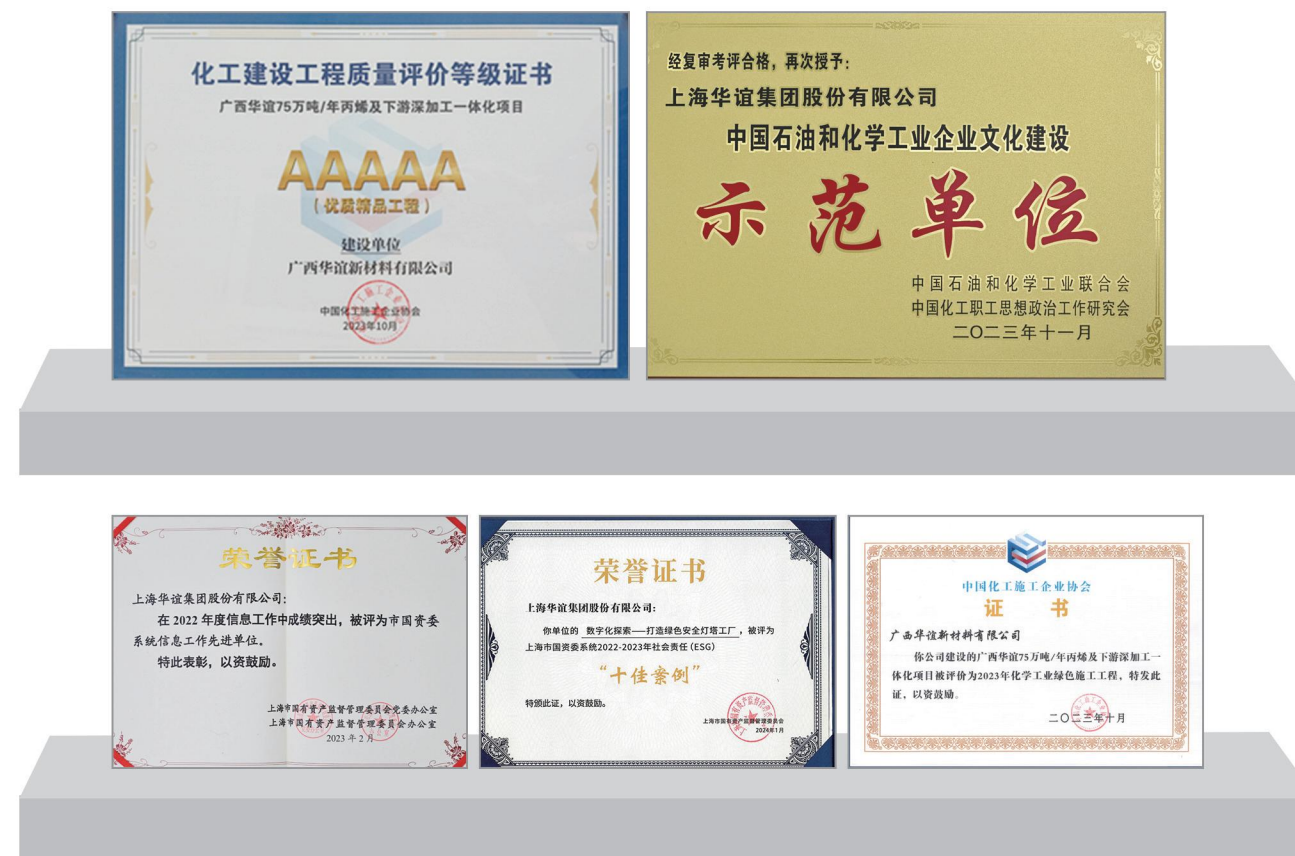 化工建设工程质量评价等级证书
广西华谊75万吨/年丙烯及下游深加工一体化项目
AAAAA
(优质精品工程)
建设单位
广西华谊新材料有限公司
中国化工施工企业协会
2023年10月
经复审考评合格，再次授予：
上海华谊集团股份有限公司
中国石油和化学工业企业文化建设
示范单位
中国石油和化学工业联合会
中国化工职工思想政治工作研究会
二〇二三年十一月
荣誉证书
上海华谊集团股份有限公司：
在 2022 年度信息工作中成绩突出，被评为市国资委
系统信息工作先进单位。
特此表彰，以资鼓励。
上海市国有资产监督管理委员会党委办公室
上海市国有资产监督管理委员会办公室
2023 年 2 月
荣誉证书
上海华谊集团股份有限公司：
你单位的 数字化探索——打造绿色安全灯塔工厂，被评为
上海市国资委系统2022-2023年社会责任（ESG）
“十佳案例”
特颁此证，以资鼓励。
上海市国有资产监督管理委员会
2024年1月
中国化工施工企业协会
证 书
广西华谊新材料有限公司
你公司建设的广西华谊75万吨/年丙烯及下游深加工一
体化项目被评价为2023年化学工业绿色施工工程，特发此
证，以资鼓励。
二〇二三年十月